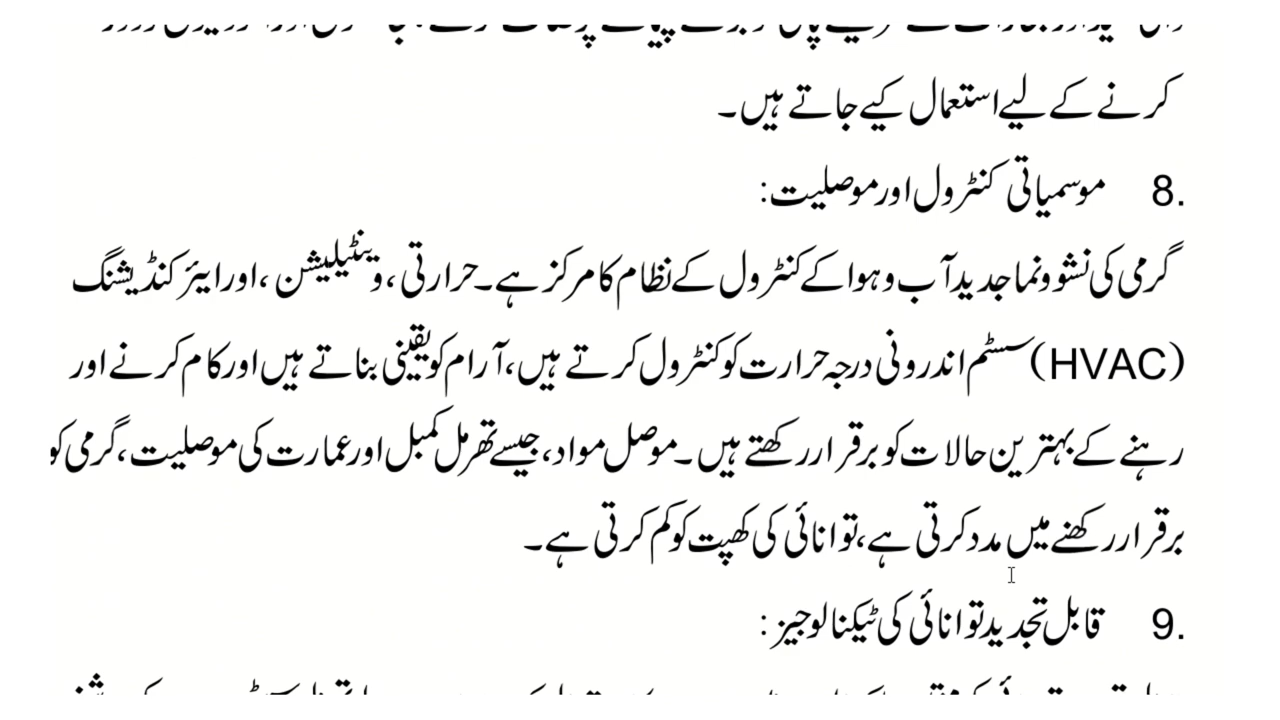 کرنے کے لیے استعمال کیے جاتے ہیں۔
8. موسمیاتی کنٹرول اور موصلیت:
گرمی کی نشوونما جدید آب و ہوا کے کنٹرول کے نظام کا مرکز ہے۔ حرارتی، وینٹیلیشن، اور ایئر کنڈیشنگ
(HVAC) سسٹم اندرونی درجہ حرارت کو کنٹرول کرتے ہیں، آرام کو یقینی بناتے ہیں اور کام کرنے اور
رہنے کے بہترین حالات کو برقرار رکھتے ہیں۔ موصل مواد، جیسے تھرمل کمبل اور عمارت کی موصلیت، گرمی کو
برقرار رکھنے میں مدد کرتی ہے، توانائی کی کھپت کو کم کرتی ہے۔
9. قابل تجدید توانائی کی ٹیکنالوجیز: